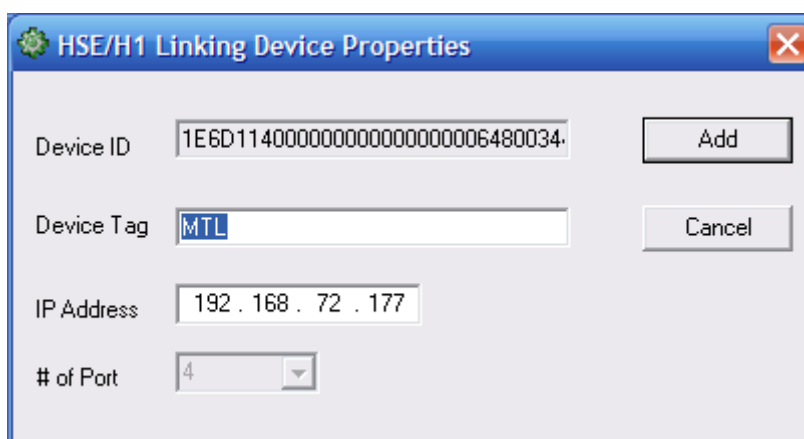 HSE/H1 Linking Device Properties
Device ID
Add
Device Tag MTL
Cancel
IP Address 192 . 168 . 72 . 177
# of Port 4